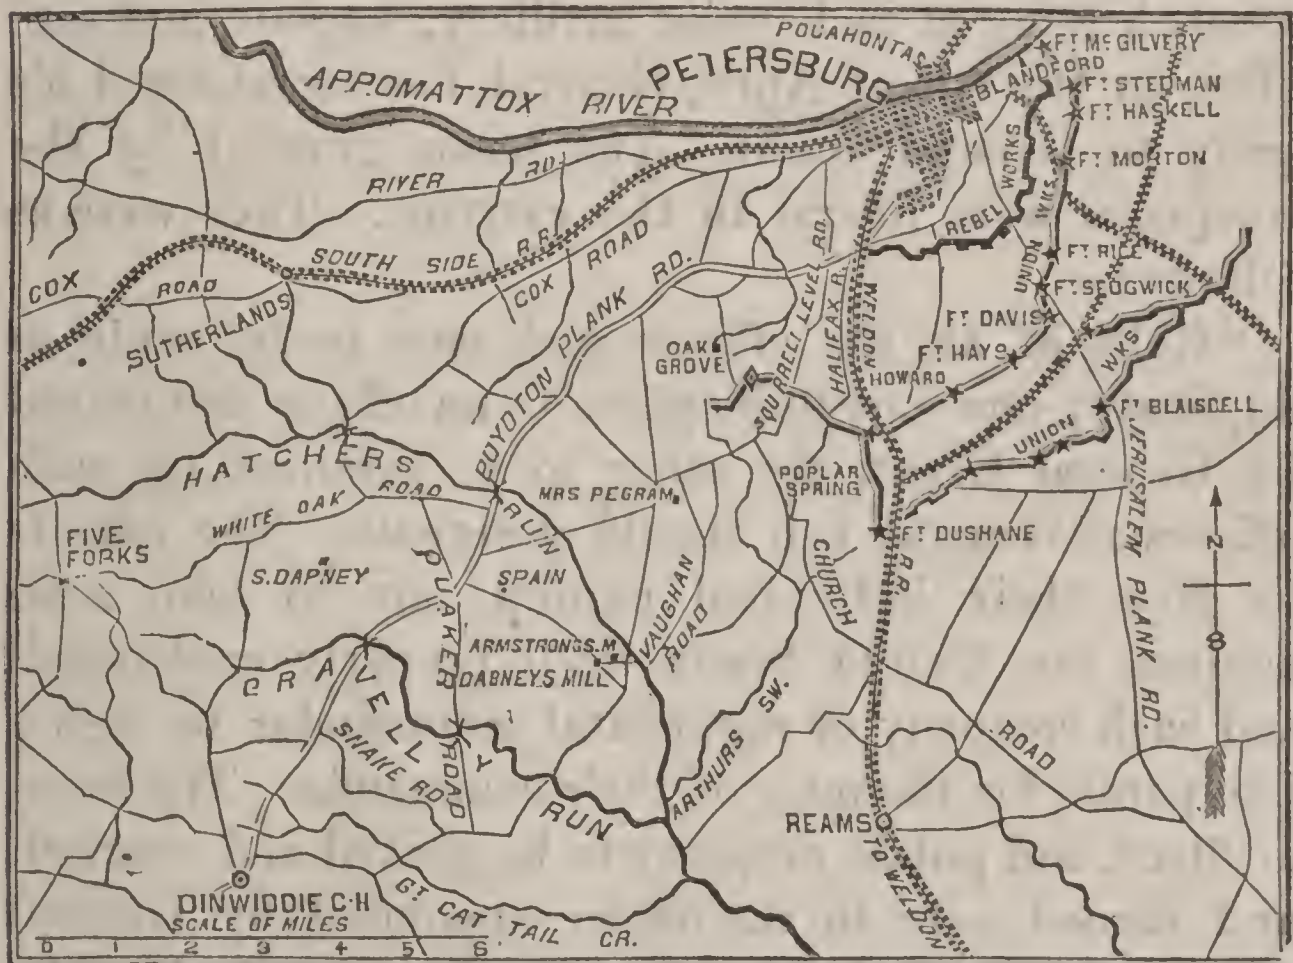 POCAHONTAS
PETERSBURG
APPOMATTOX RIVER
BLANDFORD
FT. MC GILVERY
FT. STEDMAN
FT. HASKELL
FT. MORTON
WORKS
REBEL
WKS
UNION
FT. RICE
FT. SEDGWICK
FT. DAVIS
FT. HAYS
HOWARD
WKS
UNION
FT. BLAISDELL
RIVER RD.
SOUTH SIDE R.R.
COX ROAD
COX ROAD
SUTHERLANDS
BOYDTON PLANK RD.
OAK GROVE
SQUIRREL LEVEL RD.
HALIFAX R.
WELDON
R R
POPLAR SPRING
CHURCH
ROAD
FT. DUSHANE
JERUSALEM PLANK RD.
HATCHERS
RUN
WHITE OAK ROAD
MRS PEGRAM
FIVE FORKS
S. DAPNEY
SPAIN
QUAKER
ROAD
VAUGHAN ROAD
ARMSTRONGS. M.
DABNEYS MILL
GRAVELLY
RUN
SNAKE RD.
ARTHURS SW.
REAMS
TO WELDON
DINWIDDIE C·H
GT. CAT TAIL CR.
SCALE OF MILES
0 1 2 3 4 5 6